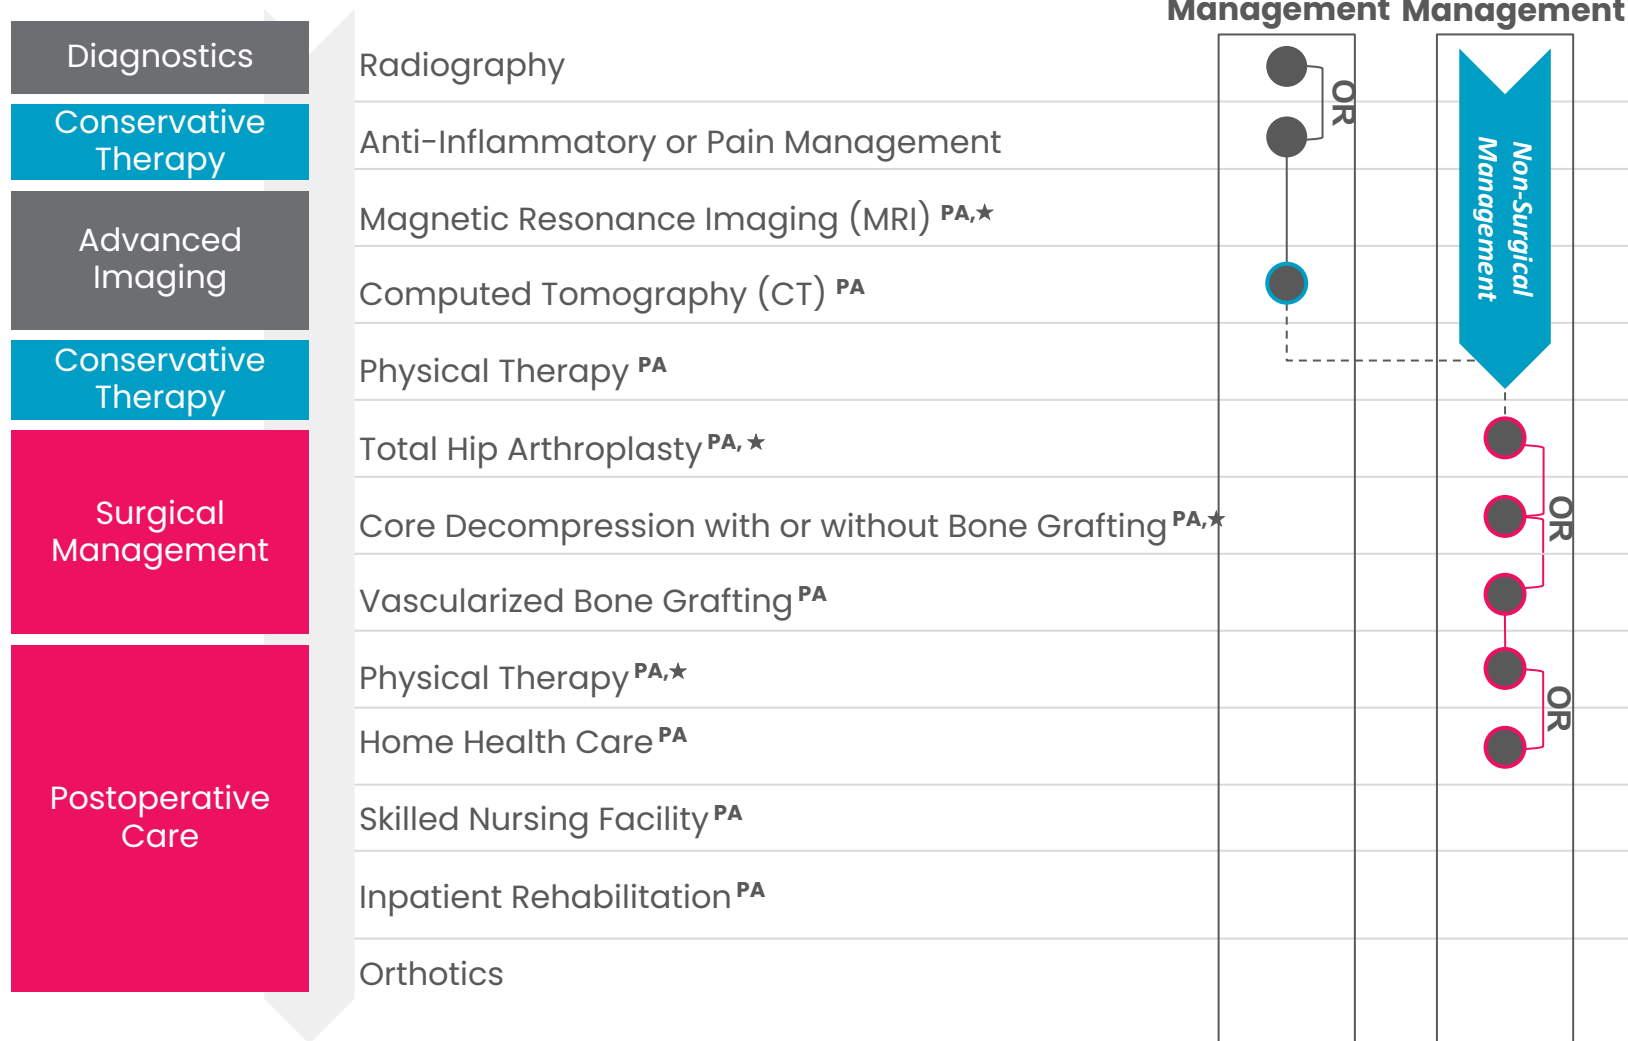 Management Management
Diagnostics
Radiography
OR
Conservative
Therapy
Anti-Inflammatory or Pain Management
Non-Surgical
Management
Advanced
Imaging
Magnetic Resonance Imaging (MRI) PA,★
Computed Tomography (CT) PA
Conservative
Therapy
Physical Therapy PA
Surgical
Management
Total Hip Arthroplasty PA, ★
Core Decompression with or without Bone Grafting PA,★
OR
Vascularized Bone Grafting PA
Postoperative
Care
Physical Therapy PA,★
OR
Home Health Care PA
Skilled Nursing Facility PA
Inpatient Rehabilitation PA
Orthotics